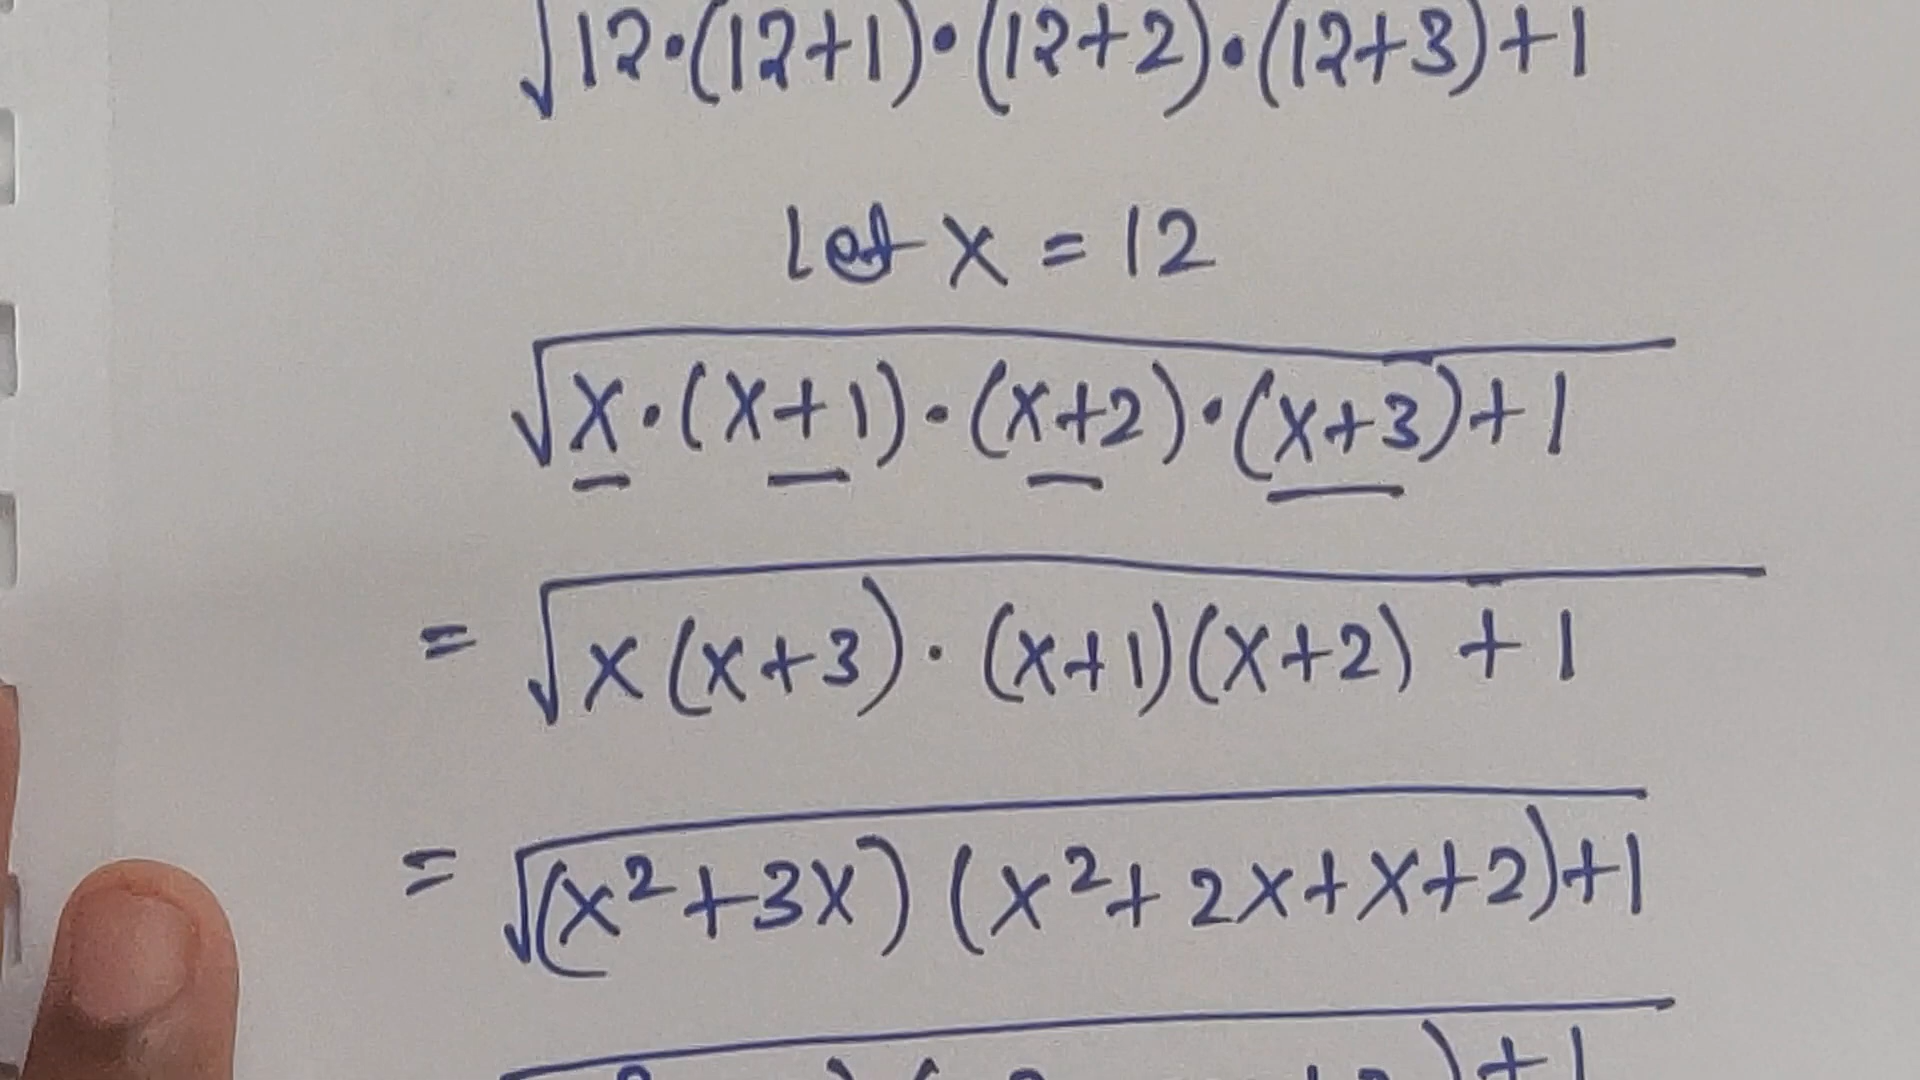 √12·(12+1)·(12+2)·(12+3)+1
let x = 12
√x·(x+1)·(x+2)·(x+3)+1
= √x(x+3)·(x+1)(x+2) + 1
= √(x²+3x)(x²+2x+x+2)+1
)+1